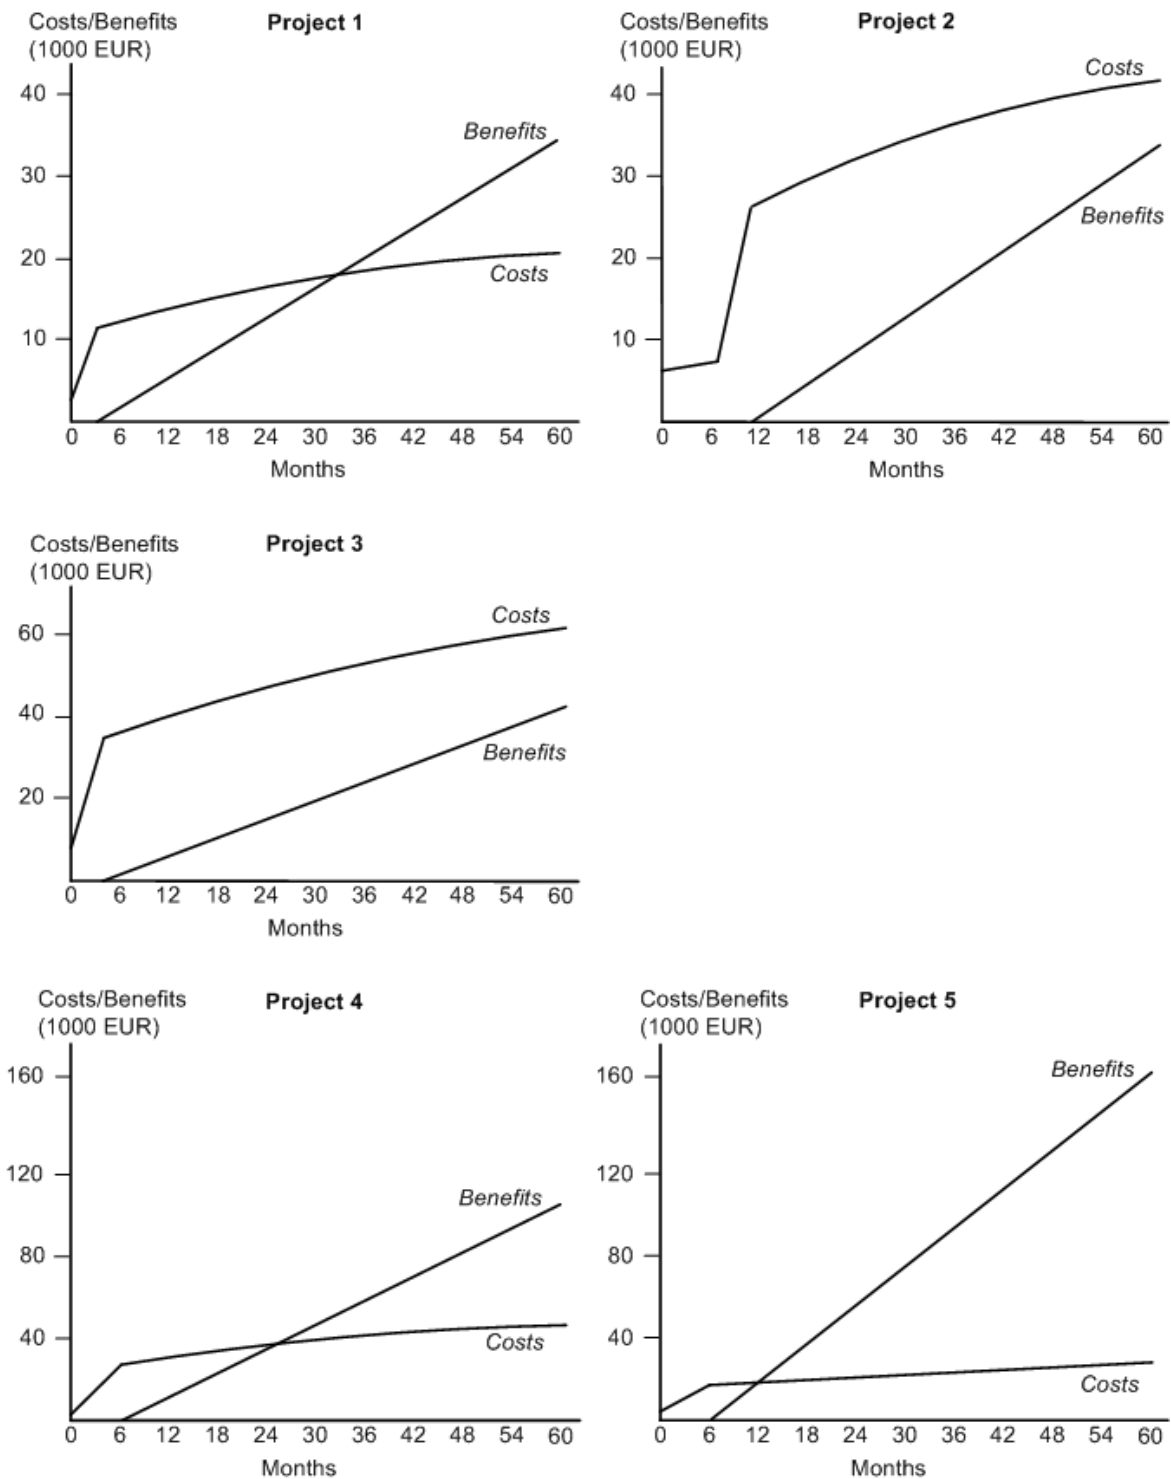 Costs/Benefits
(1000 EUR)
Project 1
40
30
20
10
Benefits
Costs
0 6 12 18 24 30 36 42 48 54 60
Months
Costs/Benefits
(1000 EUR)
Project 2
40
30
20
10
Costs
Benefits
0 6 12 18 24 30 36 42 48 54 60
Months
Costs/Benefits
(1000 EUR)
Project 3
60
40
20
Costs
Benefits
0 6 12 18 24 30 36 42 48 54 60
Months
Costs/Benefits
(1000 EUR)
Project 4
160
120
80
40
Benefits
Costs
0 6 12 18 24 30 36 42 48 54 60
Months
Costs/Benefits
(1000 EUR)
Project 5
160
120
80
40
Benefits
Costs
0 6 12 18 24 30 36 42 48 54 60
Months